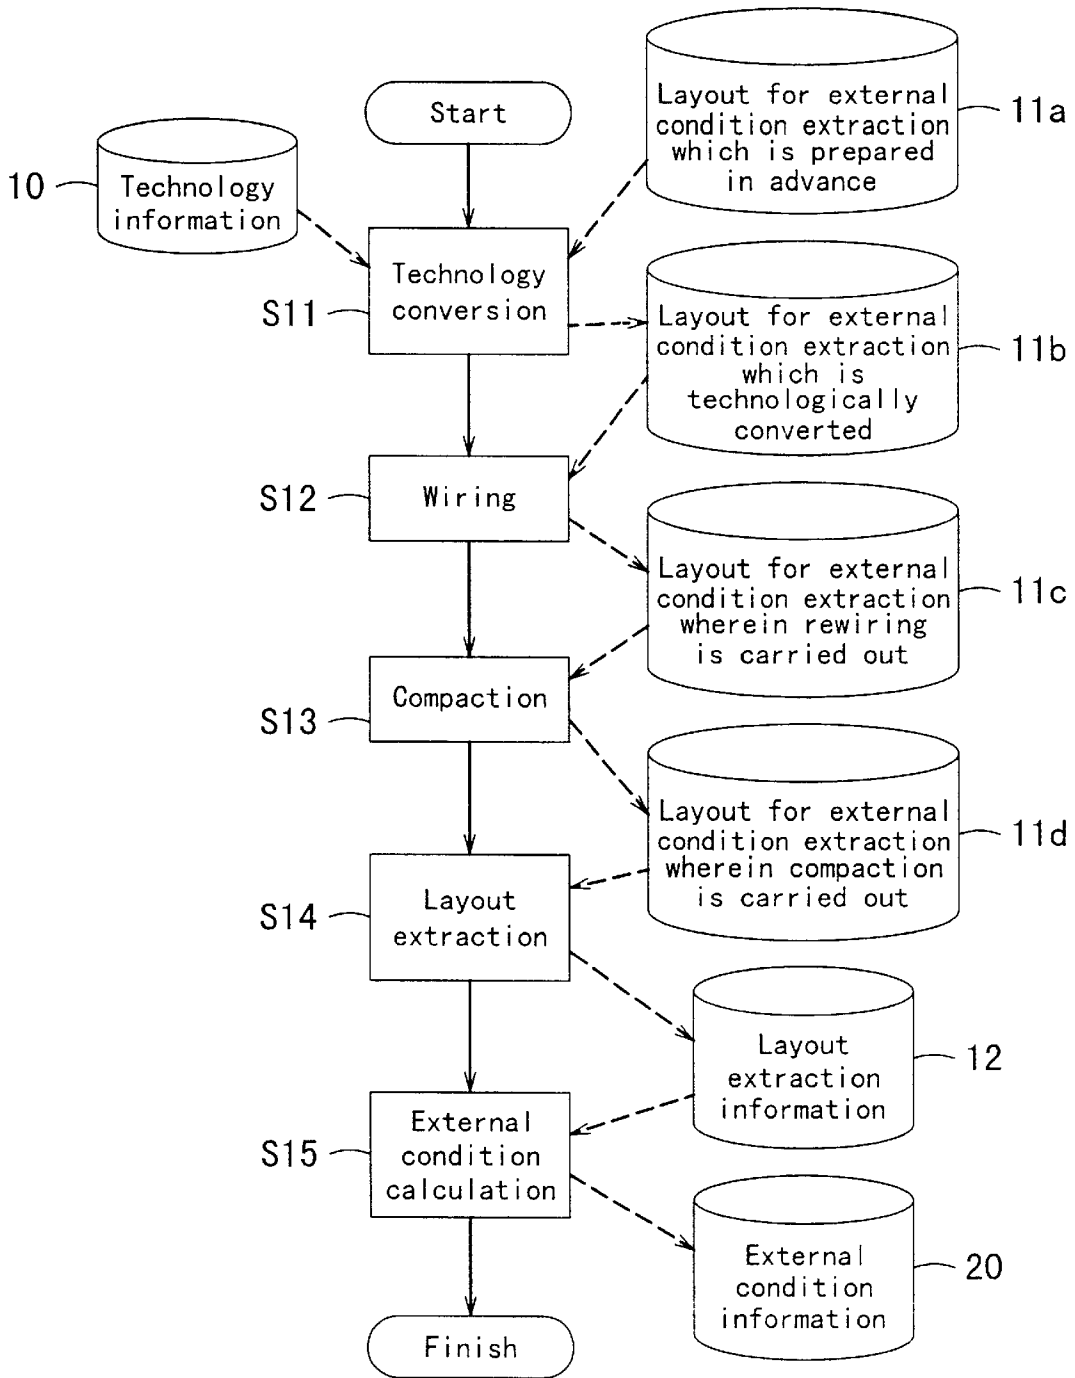 Start
Layout for external
condition extraction
which is prepared
in advance
11a
10
Technology
information
S11
Technology
conversion
Layout for external
condition extraction
which is
technologically
converted
11b
S12
Wiring
Layout for external
condition extraction
wherein rewiring
is carried out
11c
S13
Compaction
Layout for external
condition extraction
wherein compaction
is carried out
11d
S14
Layout
extraction
Layout
extraction
information
12
S15
External
condition
calculation
External
condition
information
20
Finish